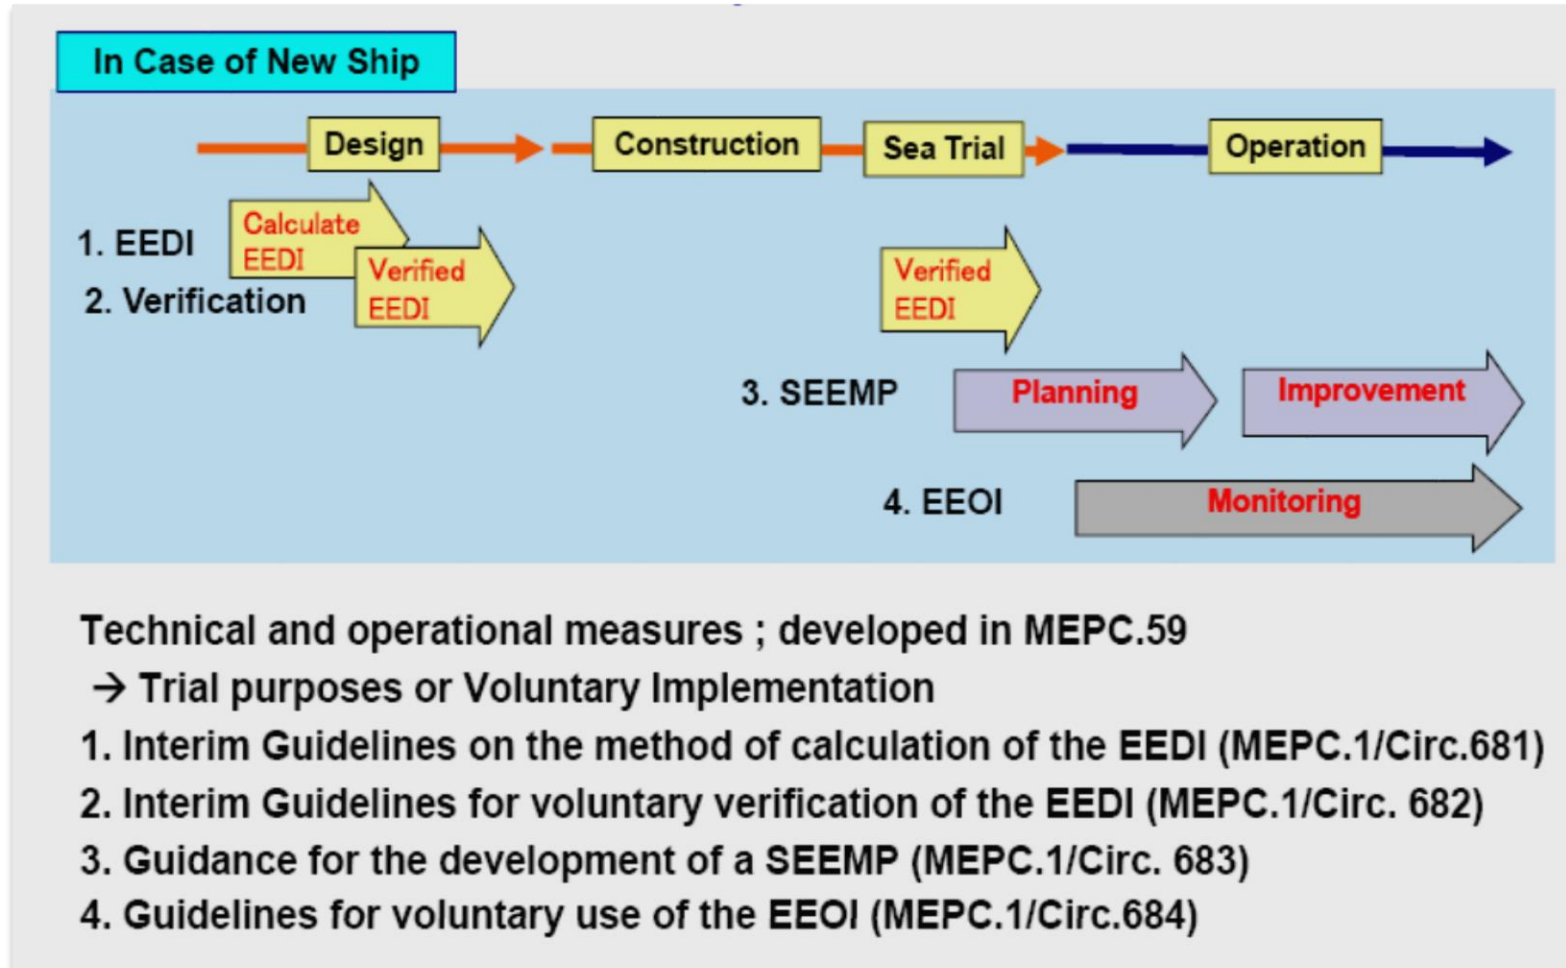 In Case of New Ship
Design
Construction
Sea Trial
Operation
1. EEDI
Calculate
EEDI
2. Verification
Verified
EEDI
Verified
EEDI
3. SEEMP
Planning
Improvement
4. EEOI
Monitoring
Technical and operational measures ; developed in MEPC.59
→ Trial purposes or Voluntary Implementation
1. Interim Guidelines on the method of calculation of the EEDI (MEPC.1/Circ.681)
2. Interim Guidelines for voluntary verification of the EEDI (MEPC.1/Circ. 682)
3. Guidance for the development of a SEEMP (MEPC.1/Circ. 683)
4. Guidelines for voluntary use of the EEOI (MEPC.1/Circ.684)